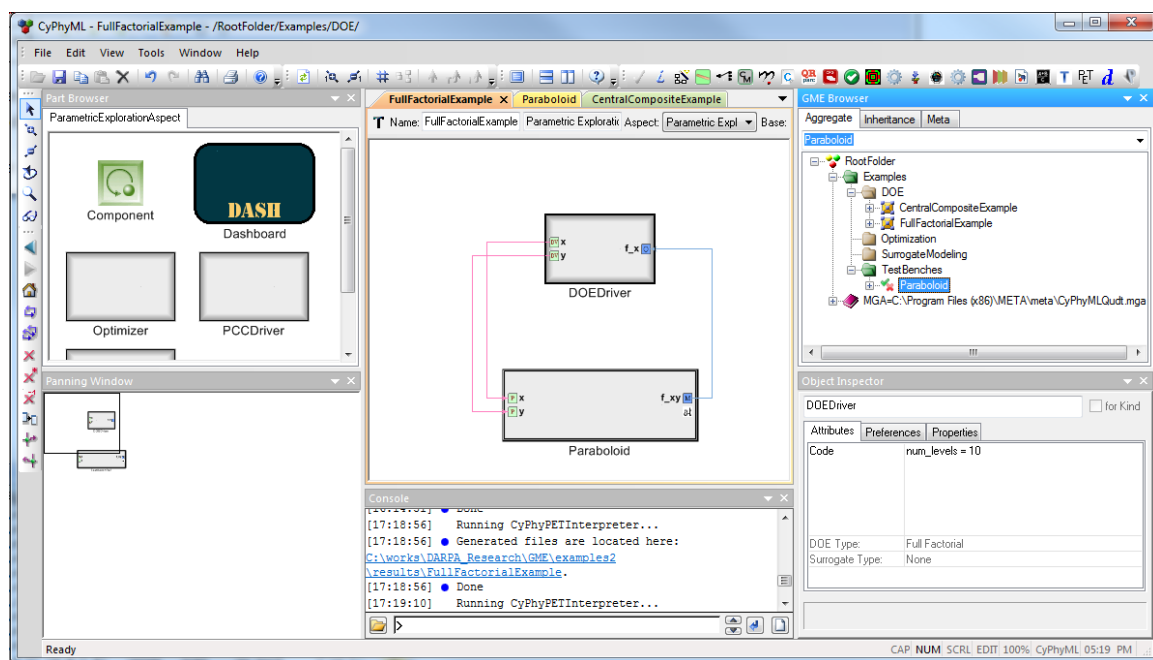 CyPhyML - FullFactorialExample - /RootFolder/Examples/DOE/
File Edit View Tools Window Help
Part Browser
ParametricExplorationAspect
Component
DASH
Dashboard
Optimizer
PCCDriver
Panning Window
FullFactorialExample X Paraboloid CentralCompositeExample
Name: FullFactorialExample Parametric Exploratic Aspect: Parametric Expl Base:
DV x
DV y
f_x O
DOEDriver
P x
P y
f_xy M
Paraboloid
Console
Done
[17:18:56] Running CyPhyPETInterpreter...
[17:18:56] Generated files are located here:
C:\works\DARPA_Research\GME\examples2
\results\FullFactorialExample.
[17:18:56] Done
[17:19:10] Running CyPhyPETInterpreter...
>
GME Browser
Aggregate Inheritance Meta
Paraboloid
RootFolder
Examples
DOE
CentralCompositeExample
FullFactorialExample
Optimization
SurrogateModeling
TestBenches
Paraboloid
MGA=C:\Program Files (x86)\META\meta\CyPhyMLQudt.mga
Object Inspector
DOEDriver
for Kind
Attributes Preferences Properties
Code num_levels = 10
DOE Type: Full Factorial
Surrogate Type: None
Ready
CAP NUM SCRL EDIT 100% CyPhyML 05:19 PM